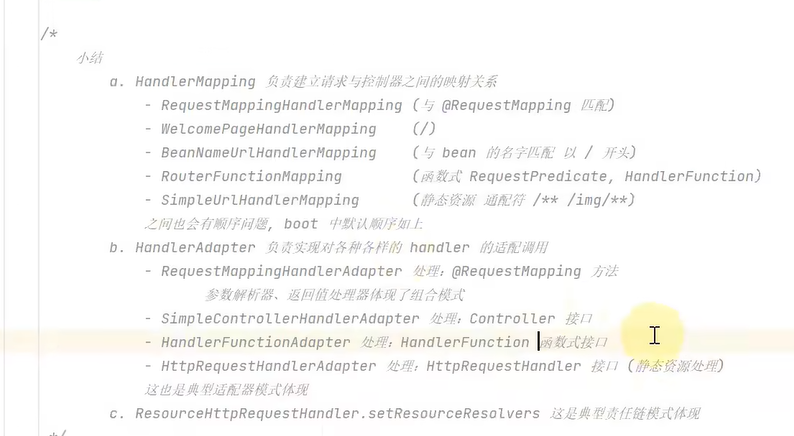 /*
小结
a. HandlerMapping 负责建立请求与控制器之间的映射关系
- RequestMappingHandlerMapping (与 @RequestMapping 匹配)
- WelcomePageHandlerMapping (/)
- BeanNameUrlHandlerMapping (与 bean 的名字匹配 以 / 开头)
- RouterFunctionMapping (函数式 RequestPredicate, HandlerFunction)
- SimpleUrlHandlerMapping (静态资源 通配符 /** /img/**)
之间也会有顺序问题, boot 中默认顺序如上
b. HandlerAdapter 负责实现对各种各样的 handler 的适配调用
- RequestMappingHandlerAdapter 处理：@RequestMapping 方法
参数解析器、返回值处理器体现了组合模式
- SimpleControllerHandlerAdapter 处理：Controller 接口
- HandlerFunctionAdapter 处理：HandlerFunction 函数式接口
- HttpRequestHandlerAdapter 处理：HttpRequestHandler 接口 (静态资源处理)
这也是典型适配器模式体现
c. ResourceHttpRequestHandler.setResourceResolvers 这是典型责任链模式体现
*/